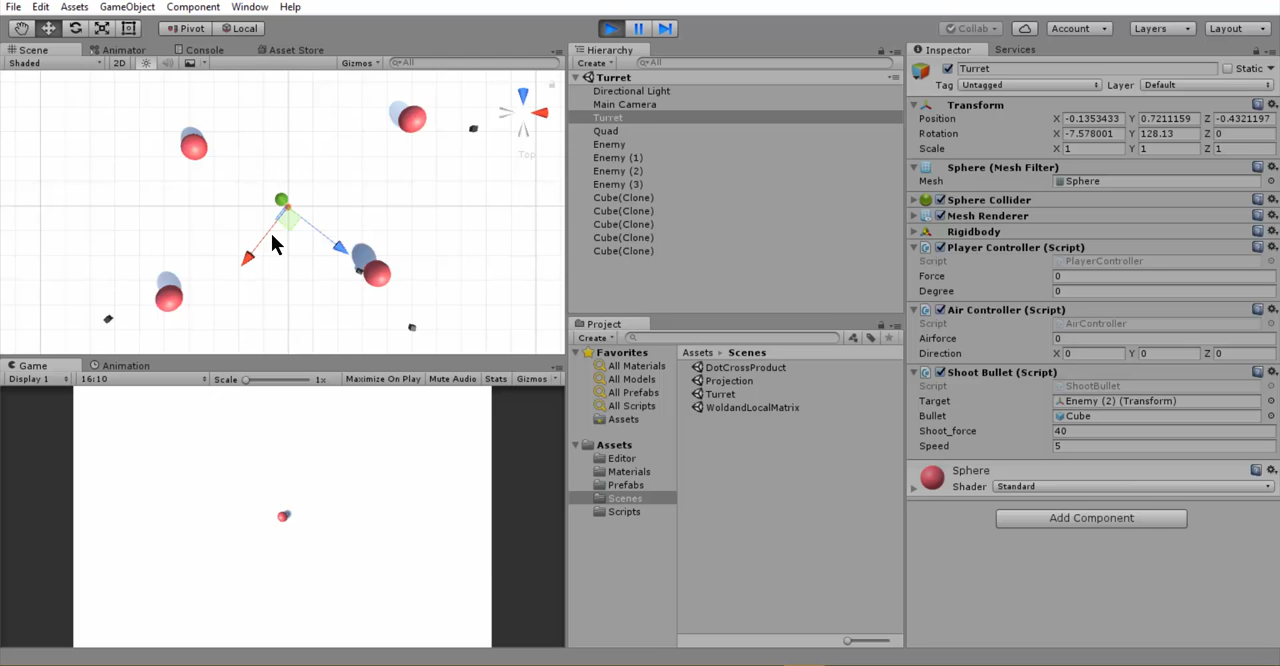 File Edit Assets GameObject Component Window Help
Pivot Local Collab Account Layers Layout
Scene Animator Console Asset Store
Shaded 2D Gizmos All
Top
Game Animation
Display 1 16:10 Scale 1x Maximize On Play Mute Audio Stats Gizmos
Hierarchy
Create All
Turret
Directional Light
Main Camera
Turret
Quad
Enemy
Enemy (1)
Enemy (2)
Enemy (3)
Cube(Clone)
Cube(Clone)
Cube(Clone)
Cube(Clone)
Cube(Clone)
Project
Create
Favorites
All Materials
All Models
All Prefabs
All Scripts
Assets
Assets
Editor
Materials
Prefabs
Scenes
Scripts
Assets Scenes
DotCrossProduct
Projection
Turret
WoldandLocalMatrix
Inspector Services
Turret Static
Tag Untagged Layer Default
Transform
Position X -0.1353433 Y 0.7211159 Z -0.4321197
Rotation X -7.578001 Y 128.13 Z 0
Scale X 1 Y 1 Z 1
Sphere (Mesh Filter)
Mesh Sphere
Sphere Collider
Mesh Renderer
Rigidbody
Player Controller (Script)
Script PlayerController
Force 0
Degree 0
Air Controller (Script)
Script AirController
Airforce 0
Direction X 0 Y 0 Z 0
Shoot Bullet (Script)
Script ShootBullet
Target Enemy (2) (Transform)
Bullet Cube
Shoot_force 40
Speed 5
Sphere
Shader Standard
Add Component